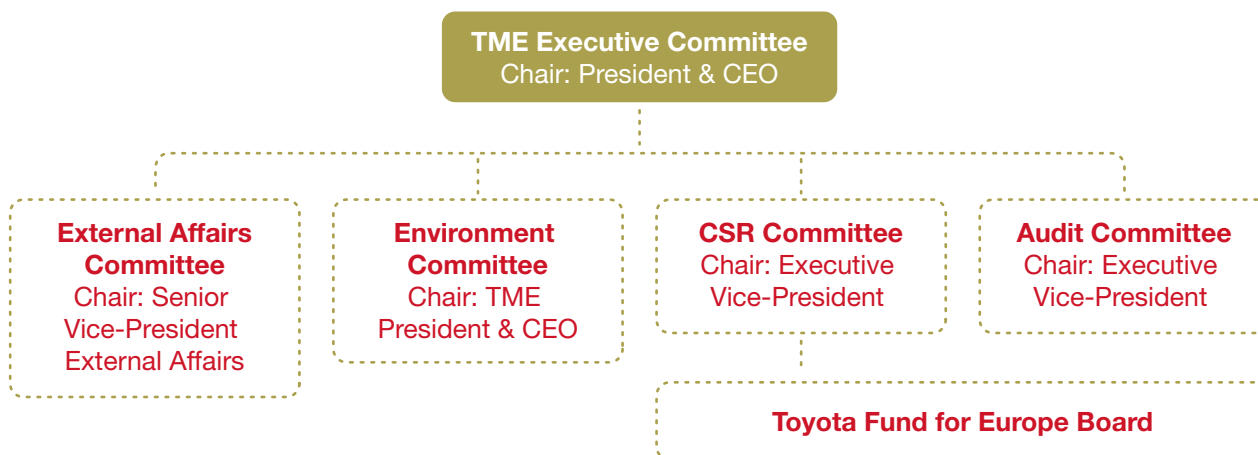 TME Executive Committee
Chair: President & CEO
External Affairs
Committee
Chair: Senior
Vice-President
External Affairs
Environment
Committee
Chair: TME
President & CEO
CSR Committee
Chair: Executive
Vice-President
Audit Committee
Chair: Executive
Vice-President
Toyota Fund for Europe Board